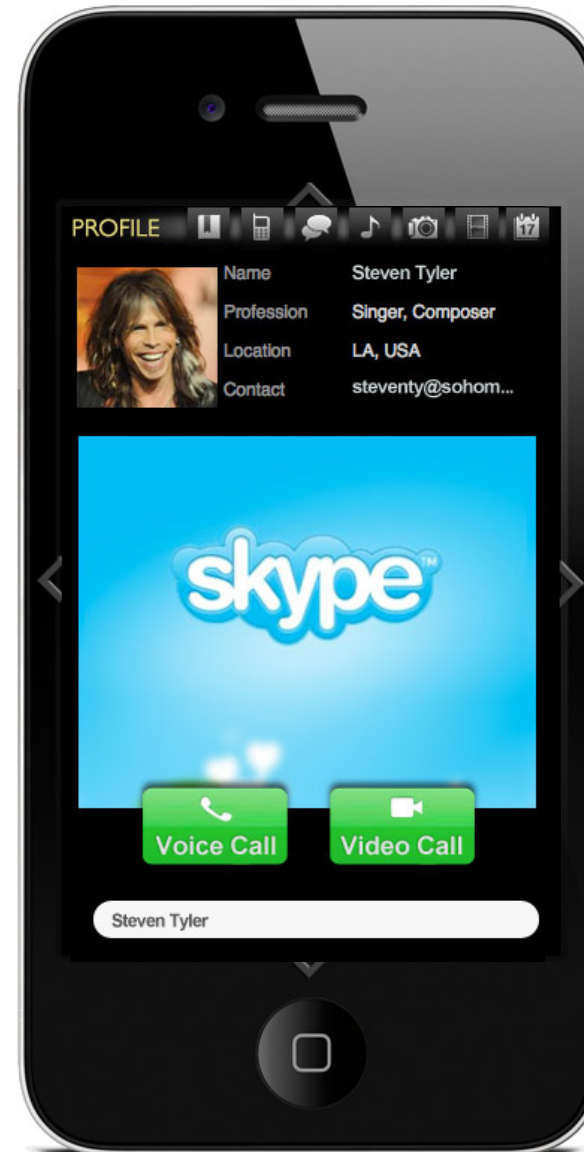 PROFILE
17
Name Steven Tyler
Profession Singer, Composer
Location LA, USA
Contact steventy@sohom...
skype™
Voice Call Video Call
Steven Tyler